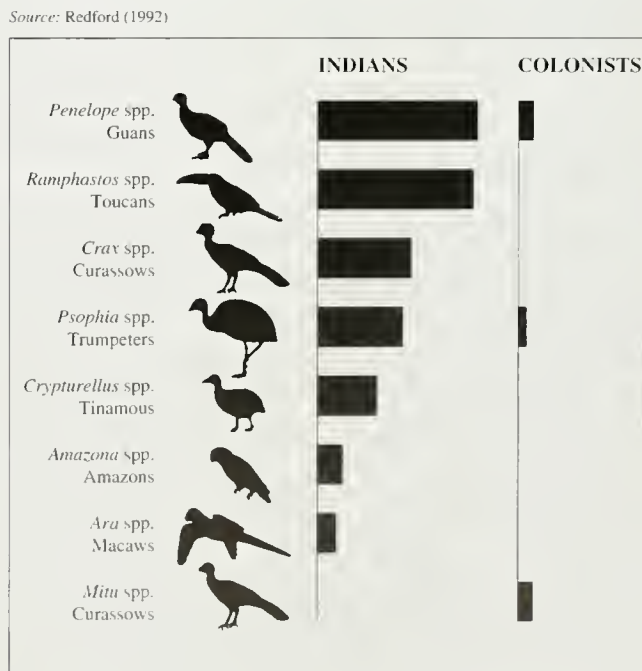 Source: Redford (1992)
INDIANS COLONISTS
Penelope spp.
Guans
Ramphastos spp.
Toucans
Crax spp.
Curassows
Psophia spp.
Trumpeters
Crypturellus spp.
Tinamous
Amazona spp.
Amazons
Ara spp.
Macaws
Mitu spp.
Curassows